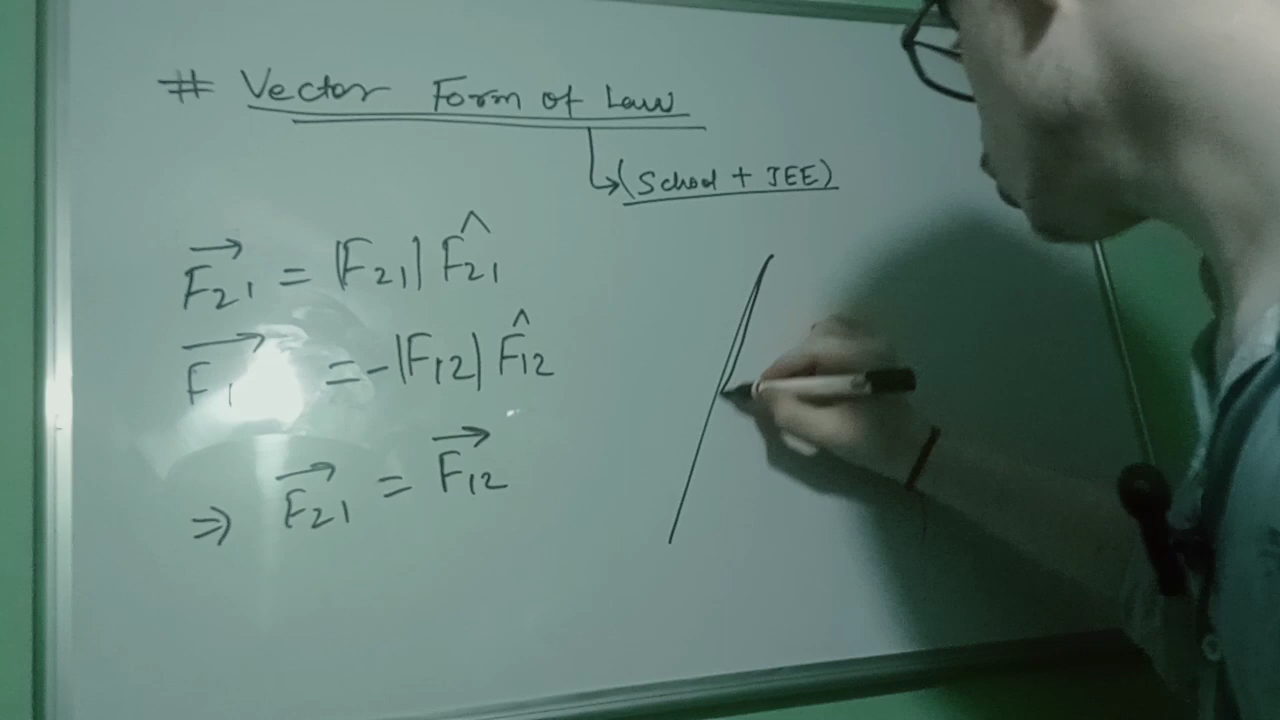 # Vector Form of Law
(School + JEE)
→F₂₁ = |F₂₁| F̂₂₁
→F₁ = -|F₁₂| F̂₁₂
⇒ →F₂₁ = →F₁₂